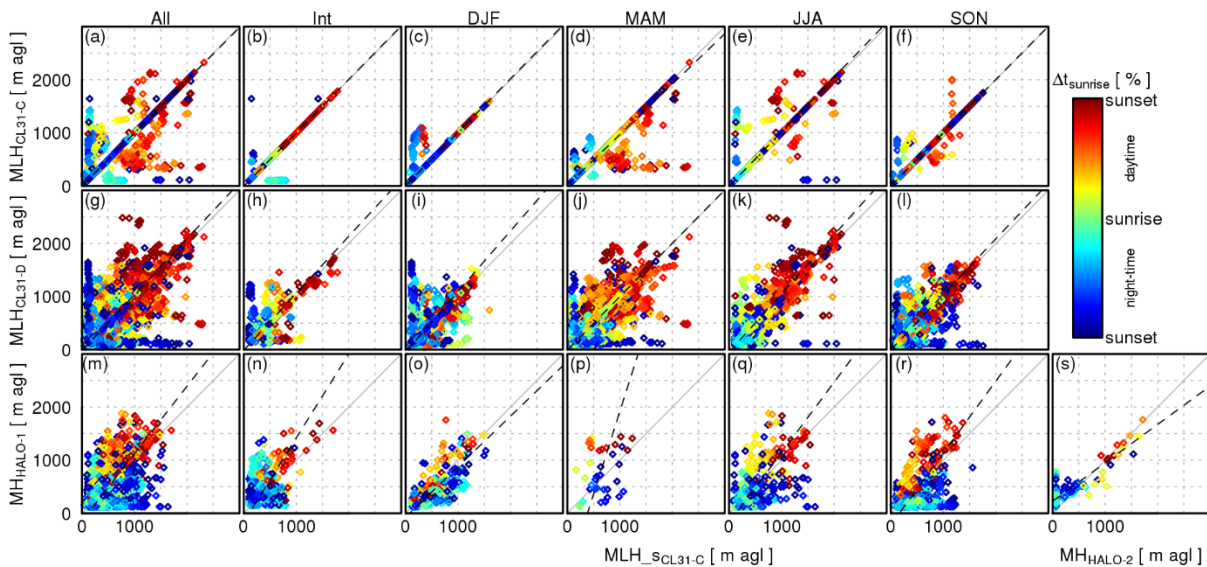 All Int DJF MAM JJA SON
(a) (b) (c) (d) (e) (f)
MLH_CL31-C [ m agl ]
2000
1000
0
Δt_sunrise [ % ]
sunset
daytime
sunrise
night-time
sunset
(g) (h) (i) (j) (k) (l)
MLH_CL31-D [ m agl ]
2000
1000
0
(m) (n) (o) (p) (q) (r) (s)
MH_HALO-1 [ m agl ]
2000
1000
0
0 1000 0 1000 0 1000 0 1000 0 1000 0 1000 0 1000
MLH_s_CL31-C [ m agl ]
MH_HALO-2 [ m agl ]